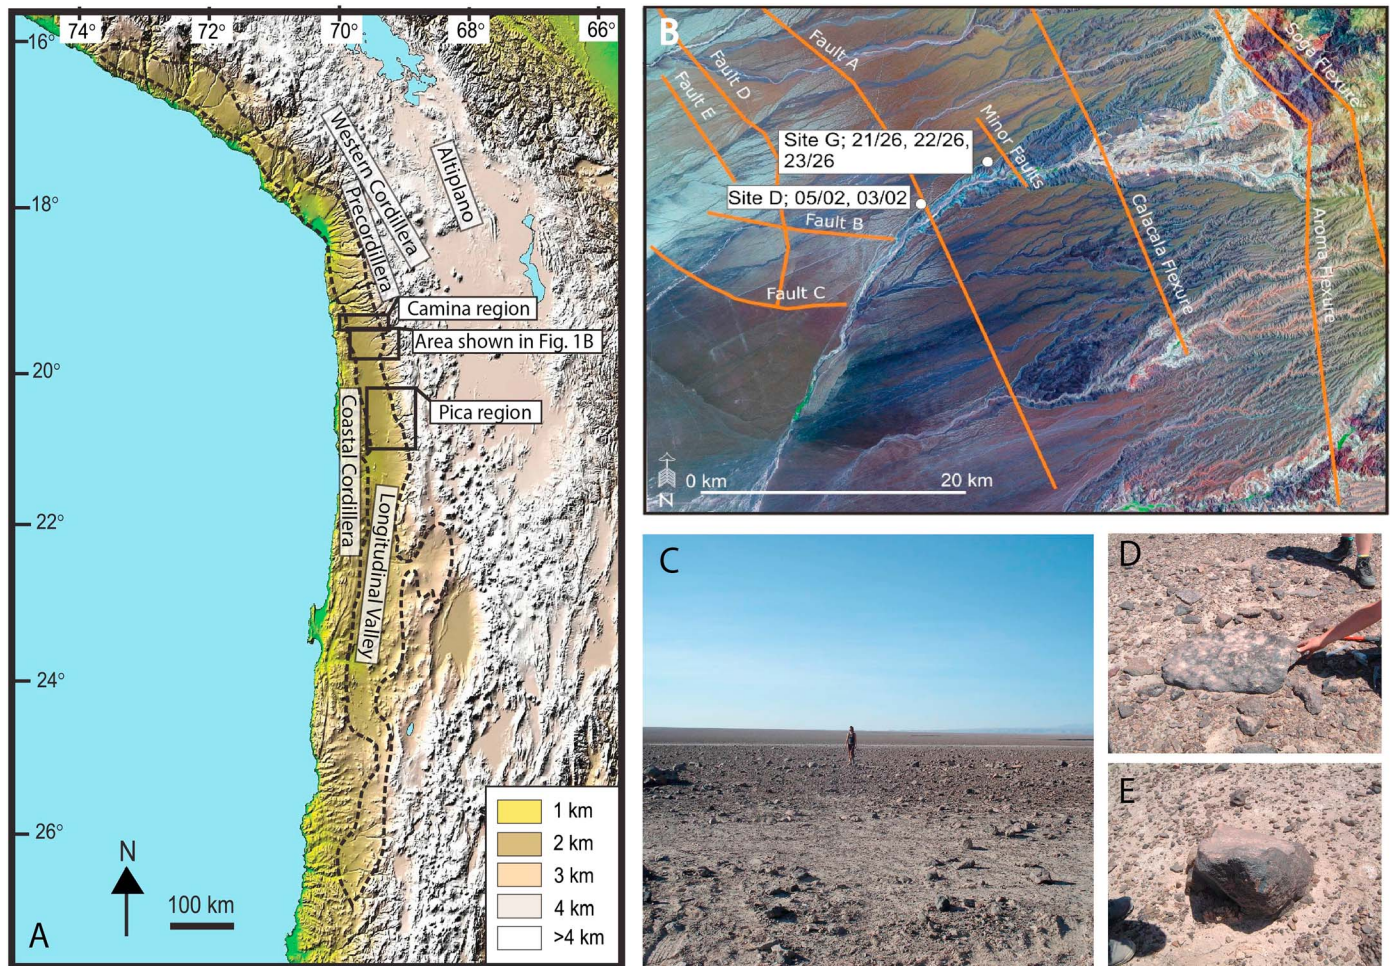 74°
72°
70°
68°
66°
16°
18°
20°
22°
24°
26°
Western Cordillera
Precordillera
Altiplano
Camina region
Area shown in Fig. 1B
Pica region
Coastal Cordillera
Longitudinal Valley
N
100 km
A
1 km
2 km
3 km
4 km
>4 km
B
Fault A
Fault D
Fault E
Soga Flexure
Minor Faults
Site G; 21/26, 22/26,
23/26
Site D; 05/02, 03/02
Fault B
Fault C
Calacala Flexure
Aroma Flexure
N
0 km
20 km
C
D
E